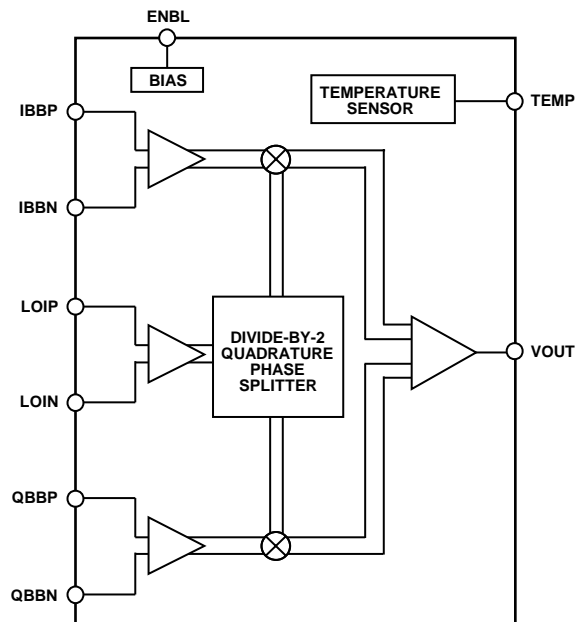 ENBL
BIAS
TEMPERATURE
SENSOR
TEMP
IBBP
IBBN
LOIP
DIVIDE-BY-2
QUADRATURE
PHASE
SPLITTER
VOUT
LOIN
QBBP
QBBN